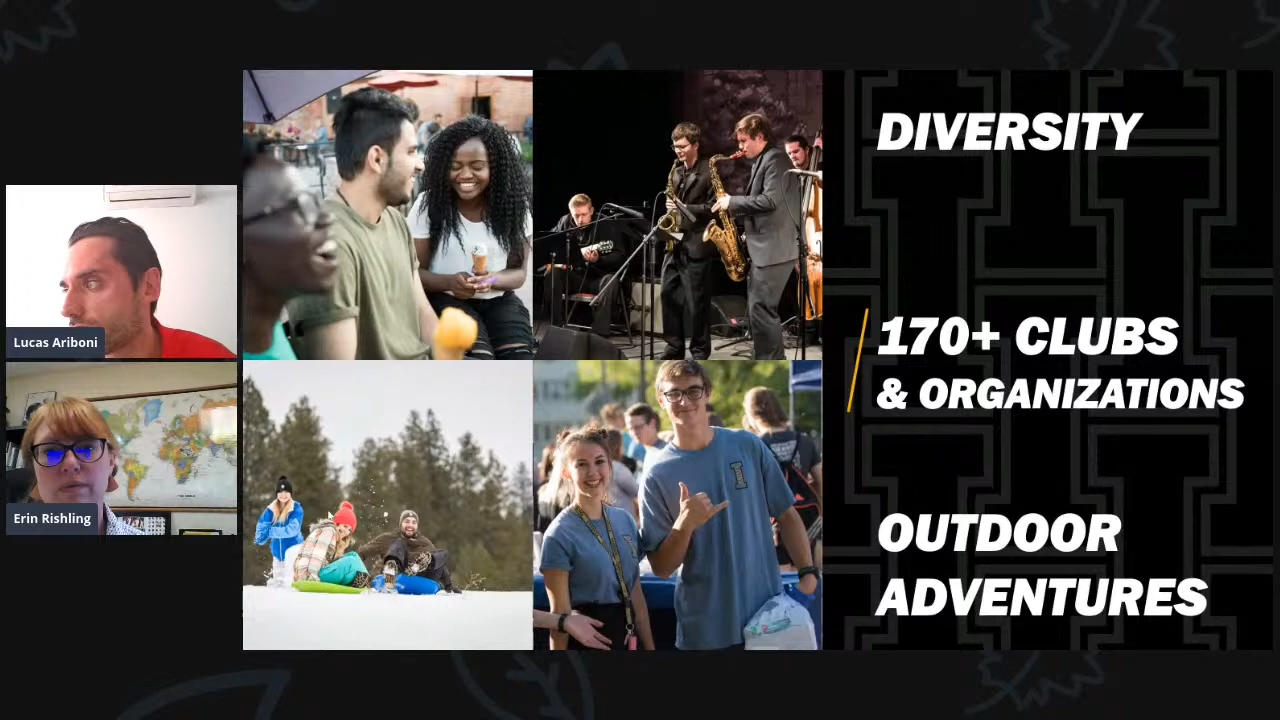 Lucas Ariboni
Erin Rishling
DIVERSITY
170+ CLUBS
& ORGANIZATIONS
OUTDOOR
ADVENTURES